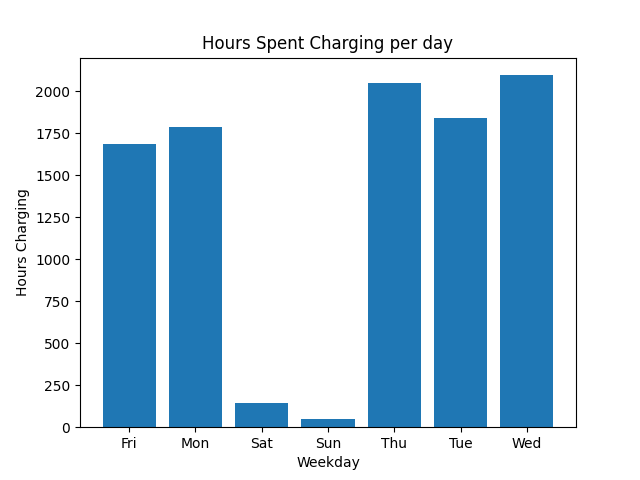 Hours Spent Charging per day
Hours Charging
2000
1750
1500
1250
1000
750
500
250
0
Fri Mon Sat Sun Thu Tue Wed
Weekday